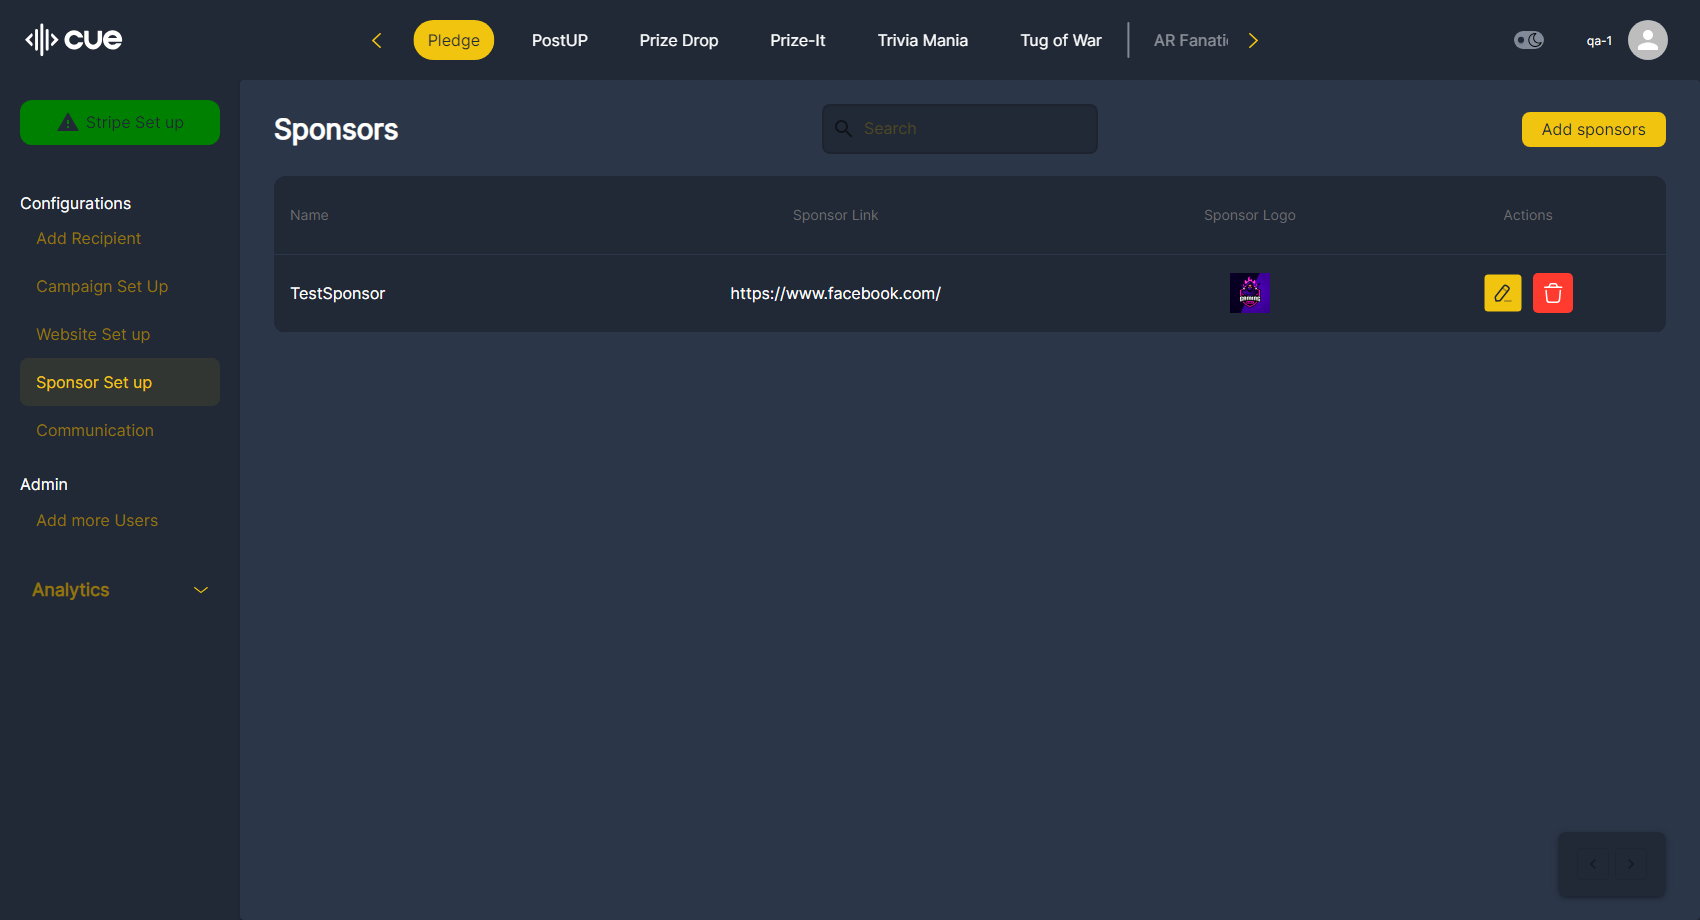 cue
Pledge
PostUP
Prize Drop
Prize-It
Trivia Mania
Tug of War
AR Fanati
qa-1
Stripe Set up
Configurations
Add Recipient
Campaign Set Up
Website Set up
Sponsor Set up
Communication
Admin
Add more Users
Analytics
Sponsors
Search
Add sponsors
Name Sponsor Link Sponsor Logo Actions
TestSponsor https://www.facebook.com/